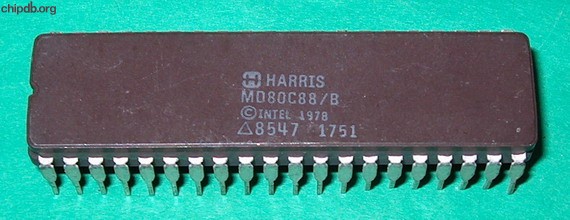 chipdb.org
HARRIS
MD80C88/B
©INTEL 1978
△8547 1751